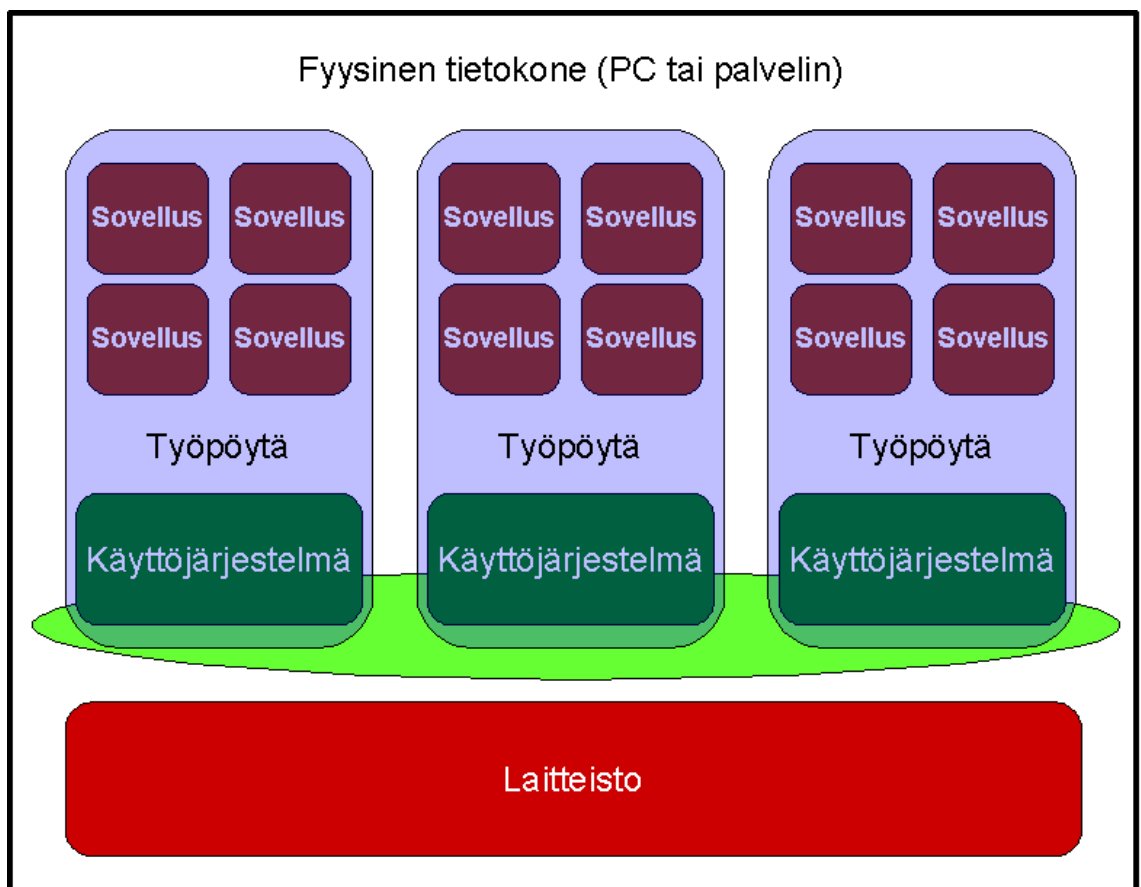 Fyysinen tietokone (PC tai palvelin)
Sovellus Sovellus Sovellus Sovellus Sovellus Sovellus
Sovellus Sovellus Sovellus Sovellus Sovellus Sovellus
Työpöytä Työpöytä Työpöytä
Käyttöjärjestelmä Käyttöjärjestelmä Käyttöjärjestelmä
Laitteisto